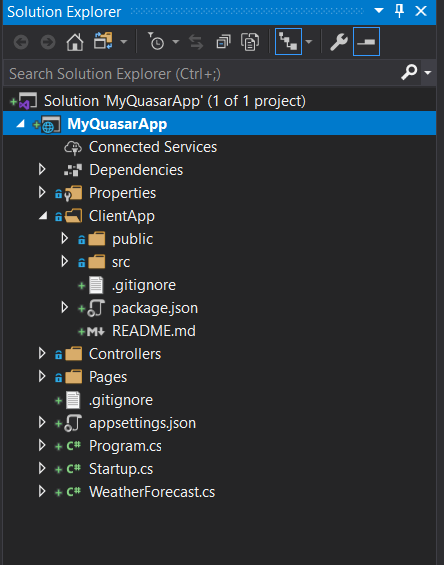 Solution Explorer
Search Solution Explorer (Ctrl+;)
Solution 'MyQuasarApp' (1 of 1 project)
MyQuasarApp
Connected Services
Dependencies
Properties
ClientApp
public
src
.gitignore
package.json
README.md
Controllers
Pages
.gitignore
appsettings.json
C# Program.cs
C# Startup.cs
C# WeatherForecast.cs